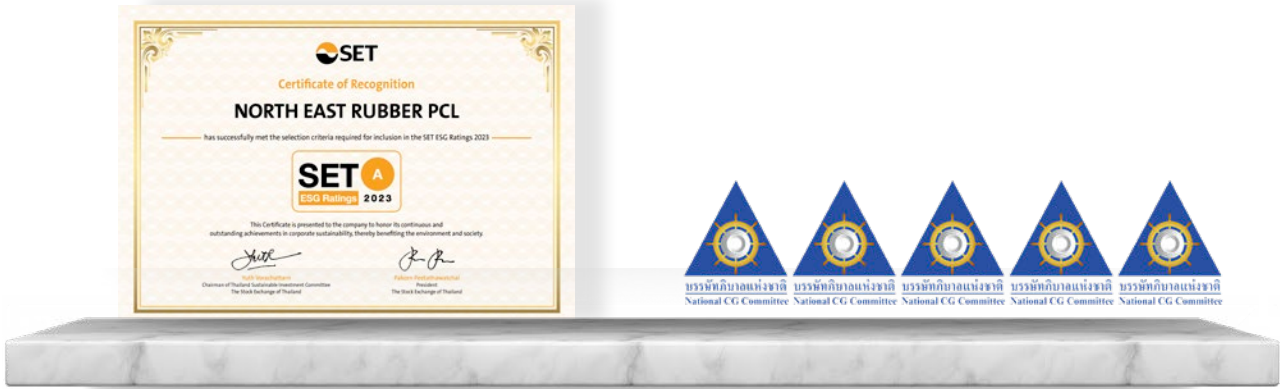 SET
Certificate of Recognition
NORTH EAST RUBBER PCL
has successfully met the selection criteria required for inclusion in the SET ESG Ratings 2023
SET A
ESG Ratings 2023
This Certificate is presented to the company to honor its continuous and
outstanding achievements in corporate sustainability, thereby benefiting the environment and society.
Chairman of Thailand Sustainable Investment Committee
The Stock Exchange of Thailand
President
The Stock Exchange of Thailand
บรรษัทภิบาลแห่งชาติ
National CG Committee
บรรษัทภิบาลแห่งชาติ
National CG Committee
บรรษัทภิบาลแห่งชาติ
National CG Committee
บรรษัทภิบาลแห่งชาติ
National CG Committee
บรรษัทภิบาลแห่งชาติ
National CG Committee